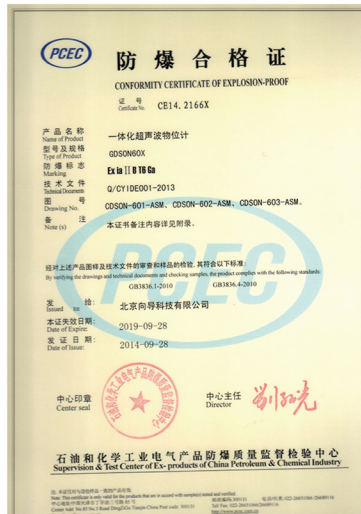 PCEC
防爆合格证
CONFORMITY CERTIFICATE OF EXPLOSION-PROOF
证号 CE14.2166X
Certificate No.
产品名称 一体化超声波物位计
Name of Product
型号及规格 GDSON60X
Type of Product
防爆标志 Ex ia II B T6 Ga
Marking
技术文件 Q/CYIDE001-2013
Technical Documents
图号 CDSON-601-ASM、CDSON-602-ASM、CDSON-603-ASM。
Drawing No.
备注 本证书备注内容详见附录。
Note (s)
PCEC
经对上述产品图样及技术文件的审查和样品的检验,其符合以下标准:
By verifying the drawings and technical documents and checking samples, the product complies with the following standards:
GB3836.1-2010 GB3836.4-2010
发给: 北京向导科技有限公司
Issued to
本证失效日期: 2019-09-28
Date of Expire:
发证日期: 2014-09-28
Date of Issue:
中心印章 中心主任
Center seal Director
石油和化学工业电气产品防爆质量监督检验中心
Supervision & Test Center of Ex- products of China Petroleum & Chemical Industry